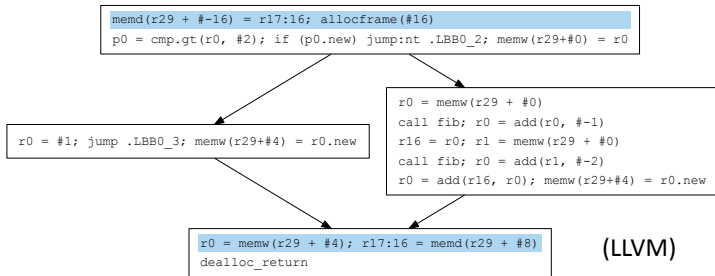 memd(r29 + #-16) = r17:16; allocframe(#16)
p0 = cmp.gt(r0, #2); if (p0.new) jump:nt .LBB0_2; memw(r29+#0) = r0
r0 = #1; jump .LBB0_3; memw(r29+#4) = r0.new
r0 = memw(r29 + #0)
call fib; r0 = add(r0, #-1)
r16 = r0; r1 = memw(r29 + #0)
call fib; r0 = add(r1, #-2)
r0 = add(r16, r0); memw(r29+#4) = r0.new
r0 = memw(r29 + #4); r17:16 = memd(r29 + #8)
dealloc_return
(LLVM)